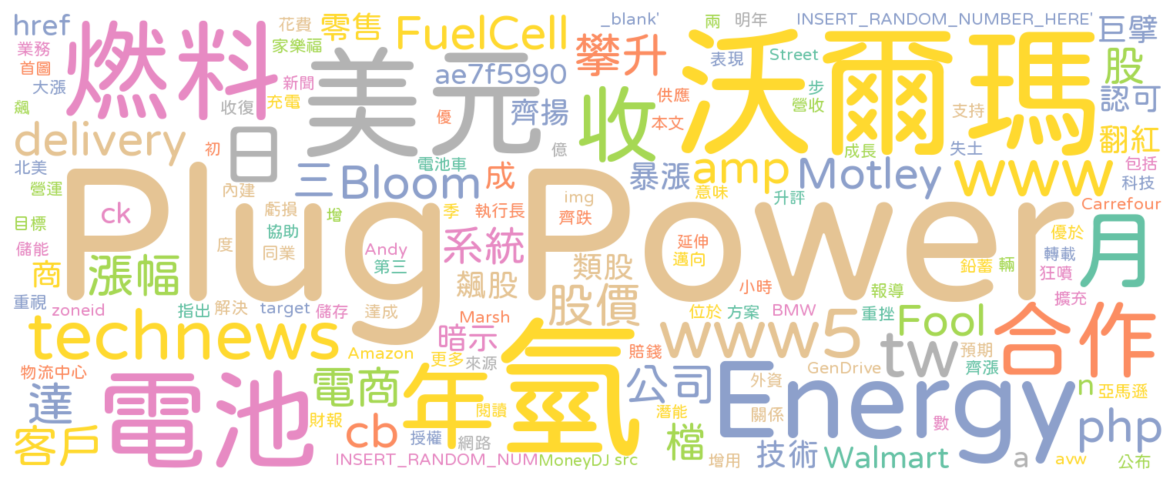 href
花費
零售
FuelCell
_blank'
兩
明年
INSERT_RANDOM_NUMBER_HERE'
巨擘
業務
首圖
家樂福
燃料
美元
攀升
沃爾瑪
表現
Street
股
大漲
新聞
ae7f5990
步
認可
飆
收復
充電
優
齊揚
收
供應
營收
支持
delivery
初
日
億
本文
成長
失土
翻紅
北美
電池車
三
Bloom
成
暴漲
amp
Motley
www
包括
科技
營運
內建
意味
升評
ck
虧損
增
季
執行長
img
齊跌
Plug Power
Carrefour
目標
協助
度
同業
Andy
第三
系統
延伸
邁向
優於
轉載
月
儲能
商
漲幅
飆股
類股
鉛蓄
輛
狂噴
重視
zoneid
指出
解決
target
儲存
達成
Marsh
股價
小時
報導
擴充
位於
方案
BMW
重挫
Fool
合作
technews
暗示
www5
tw
Amazon
更多
來源
賠錢
GenDrive
預期
齊漲
物流中心
電池
電商
年
氫
公司
外資
Energy
n
亞馬遜
達
財報
閱讀
潛能
關係
php
客戶
cb
授權
網路
檔
數
技術
Walmart
a
INSERT_RANDOM_NUM
MoneyDJ
src
增用
avw
公布